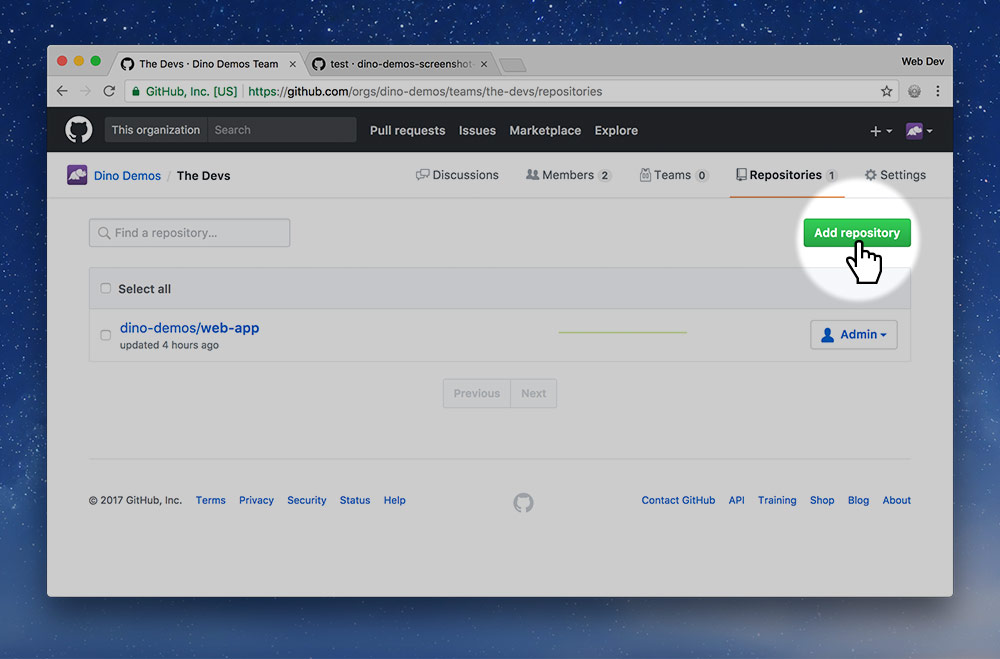 The Devs · Dino Demos Team
test · dino-demos-screenshot-
Web Dev
GitHub, Inc. [US] https://github.com/orgs/dino-demos/teams/the-devs/repositories
This organization Search Pull requests Issues Marketplace Explore
Dino Demos / The Devs Discussions Members 2 Teams 0 Repositories 1 Settings
Find a repository... Add repository
Select all
dino-demos/web-app
updated 4 hours ago
Admin
Previous Next
© 2017 GitHub, Inc. Terms Privacy Security Status Help Contact GitHub API Training Shop Blog About